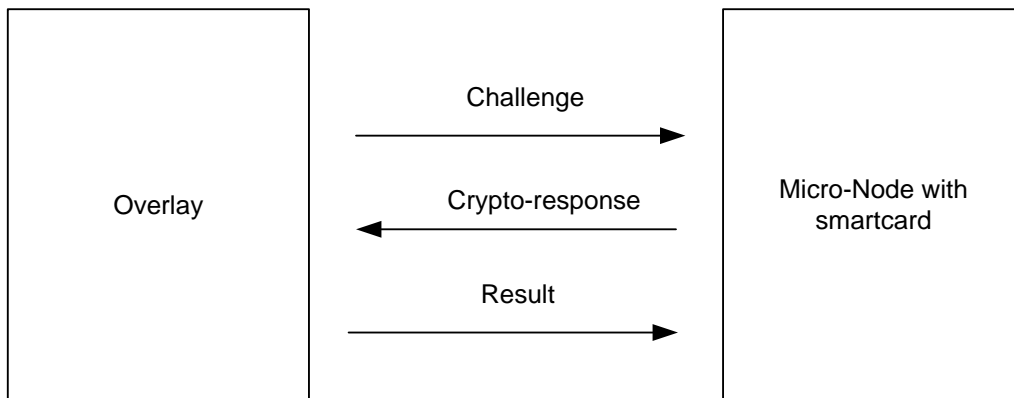 Overlay
Challenge
Crypto-response
Result
Micro-Node with
smartcard